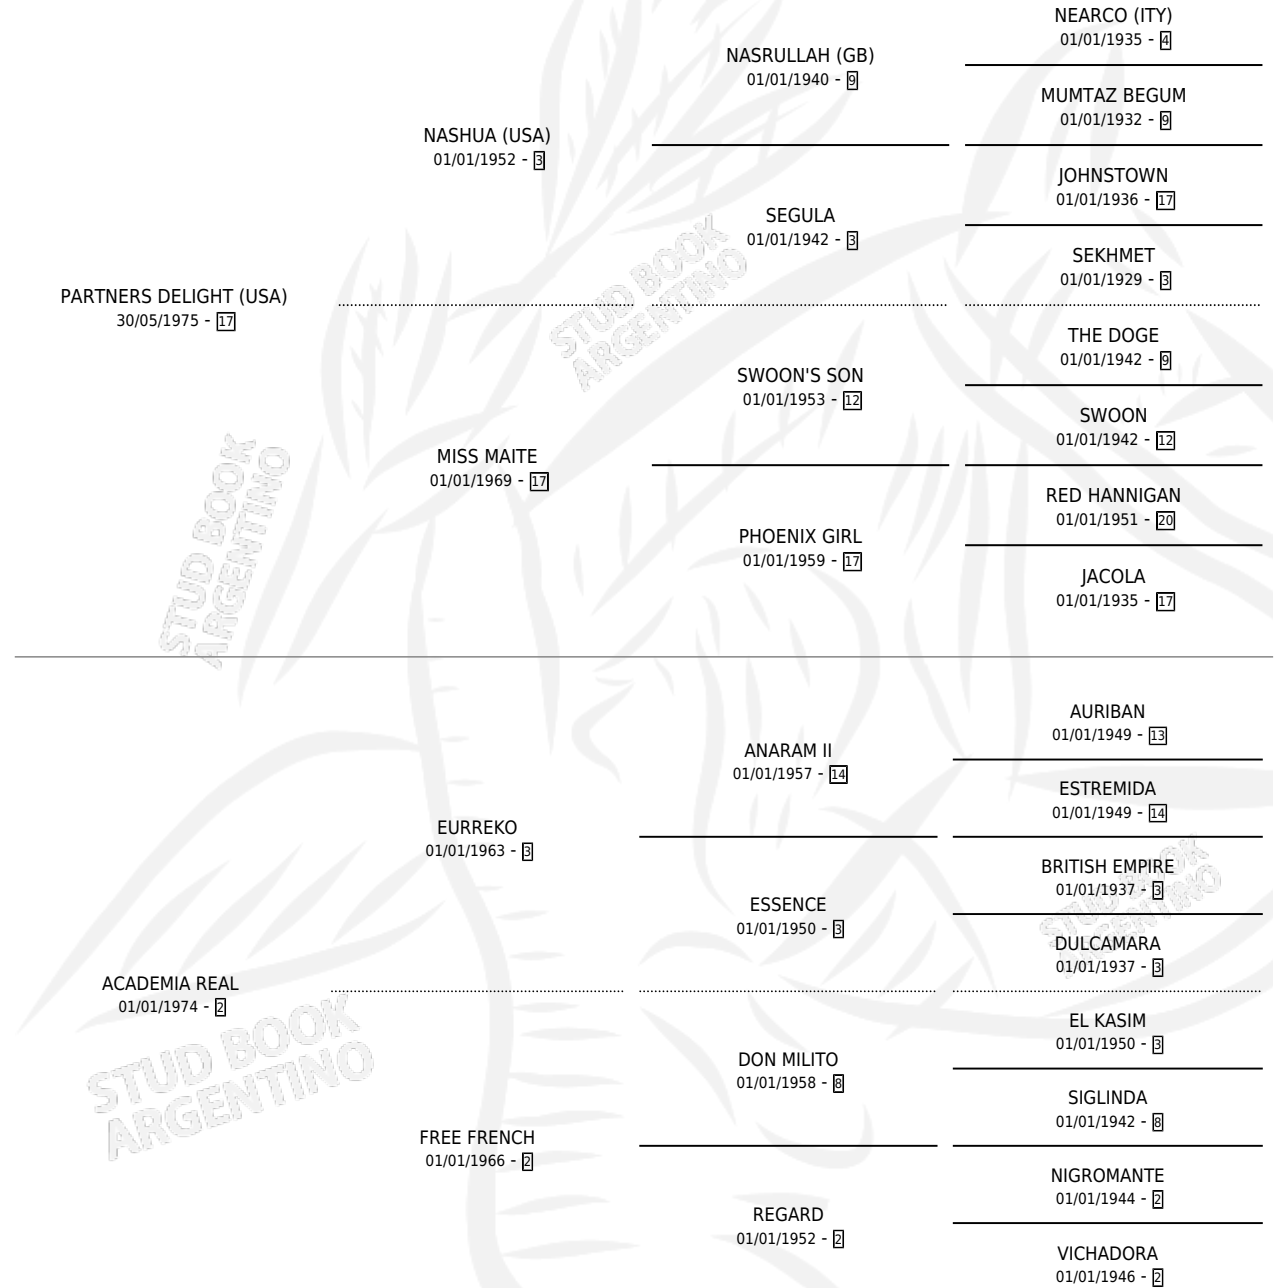 NEARCO (ITY)
01/01/1935 - 4
NASRULLAH (GB)
01/01/1940 - 9
MUMTAZ BEGUM
01/01/1932 - 9
NASHUA (USA)
01/01/1952 - 3
JOHNSTOWN
01/01/1936 - 17
SEGULA
01/01/1942 - 3
SEKHMET
01/01/1929 - 3
PARTNERS DELIGHT (USA)
30/05/1975 - 17
THE DOGE
01/01/1942 - 9
SWOON'S SON
01/01/1953 - 12
SWOON
01/01/1942 - 12
MISS MAITE
01/01/1969 - 17
RED HANNIGAN
01/01/1951 - 20
PHOENIX GIRL
01/01/1959 - 17
JACOLA
01/01/1935 - 17
AURIBAN
01/01/1949 - 13
ANARAM II
01/01/1957 - 14
ESTREMIDA
01/01/1949 - 14
EURREKO
01/01/1963 - 3
BRITISH EMPIRE
01/01/1937 - 3
ESSENCE
01/01/1950 - 3
DULCAMARA
01/01/1937 - 3
ACADEMIA REAL
01/01/1974 - 2
EL KASIM
01/01/1950 - 3
DON MILITO
01/01/1958 - 8
SIGLINDA
01/01/1942 - 8
FREE FRENCH
01/01/1966 - 2
NIGROMANTE
01/01/1944 - 2
REGARD
01/01/1952 - 2
VICHADORA
01/01/1946 - 2
STUD BOOK
ARGENTINO
STUD BOOK
ARGENTINO
STUD BOOK
ARGENTINO
STUD BOOK
ARGENTINO